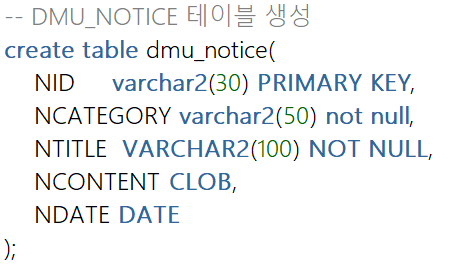 -- DMU_NOTICE 테이블 생성
create table dmu_notice(
NID varchar2(30) PRIMARY KEY,
NCATEGORY varchar2(50) not null,
NTITLE VARCHAR2(100) NOT NULL,
NCONTENT CLOB,
NDATE DATE
);